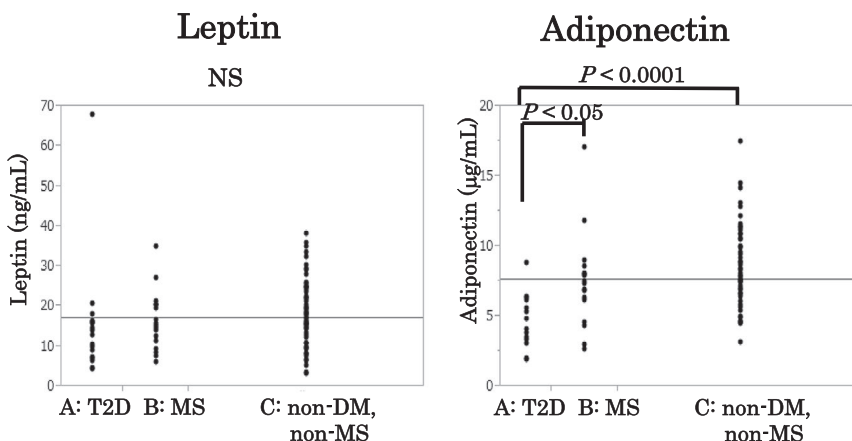 Leptin
NS
Leptin (ng/mL)
70
60
50
40
30
20
10
0
A: T2D B: MS C: non-DM,
non-MS
Adiponectin
P < 0.0001
P < 0.05
Adiponectin (µg/mL)
20
15
10
5
0
A: T2D B: MS C: non-DM,
non-MS